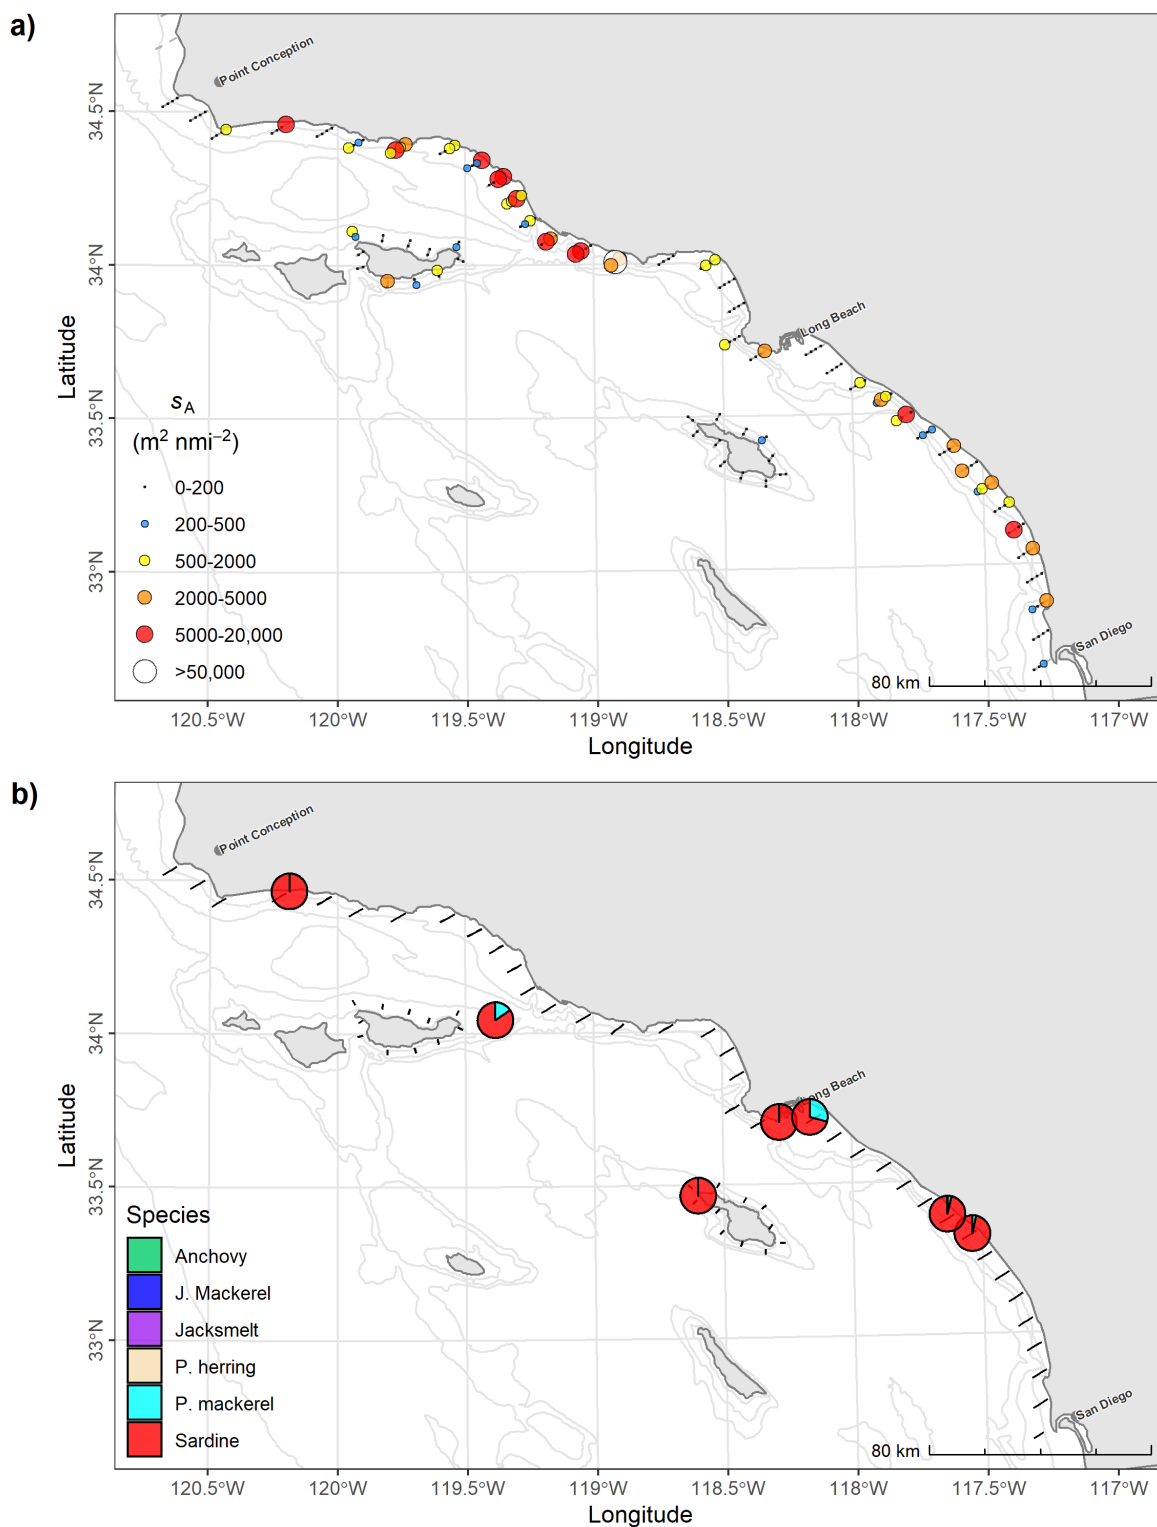 a)
Point Conception
34.5°N
34°N
Long Beach
Latitude
33.5°N
sA
(m² nmi⁻²)
0-200
200-500
500-2000
33°N
2000-5000
5000-20,000
San Diego
>50,000
80 km
120.5°W 120°W 119.5°W 119°W 118.5°W 118°W 117.5°W 117°W
Longitude
b)
Point Conception
34.5°N
34°N
Long Beach
Latitude
33.5°N
Species
Anchovy
J. Mackerel
Jacksmelt
33°N
P. herring
P. mackerel
San Diego
Sardine
80 km
120.5°W 120°W 119.5°W 119°W 118.5°W 118°W 117.5°W 117°W
Longitude